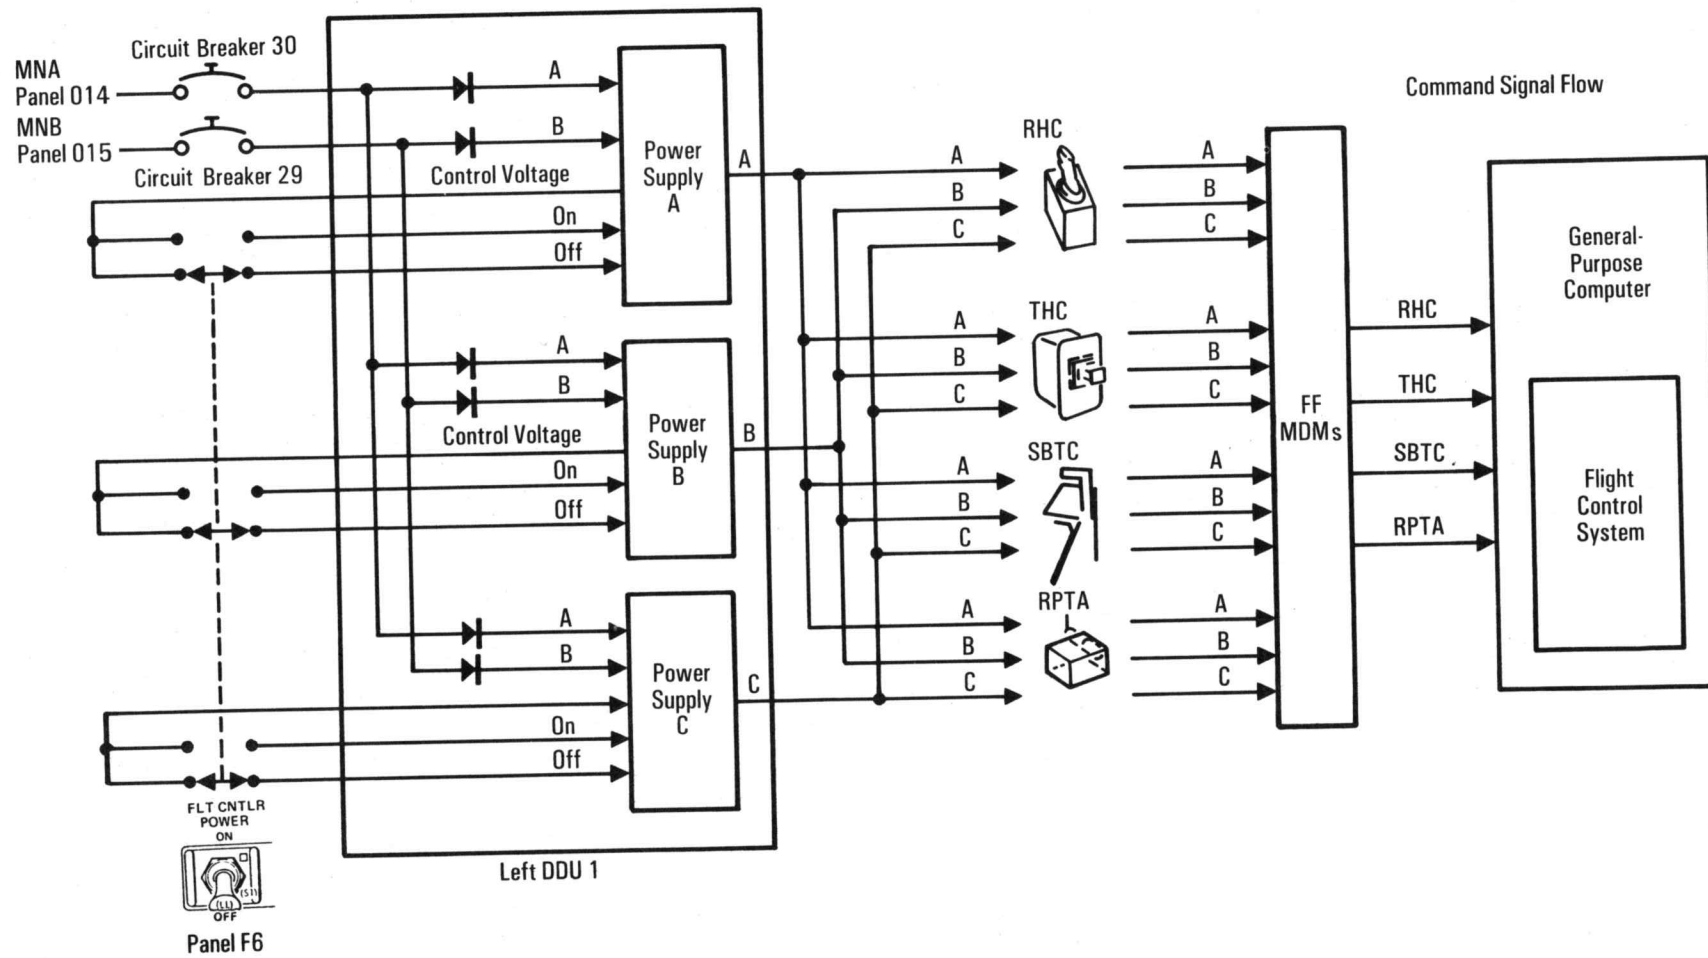 Circuit Breaker 30
MNA
Panel 014
MNB
Panel 015
Circuit Breaker 29
A
B
Control Voltage
On
Off
Power
Supply
A
A
B
Control Voltage
On
Off
Power
Supply
B
A
B
On
Off
Power
Supply
C
A
B
C
Left DDU 1
FLT CNTLR
POWER
ON
(S1)
(LL)
OFF
Panel F6
Command Signal Flow
RHC
A
B
C
A
B
C
THC
A
B
C
A
B
C
SBTC
A
B
C
A
B
C
RPTA
A
B
C
A
B
C
FF
MDMs
RHC
THC
SBTC
RPTA
General-
Purpose
Computer
Flight
Control
System